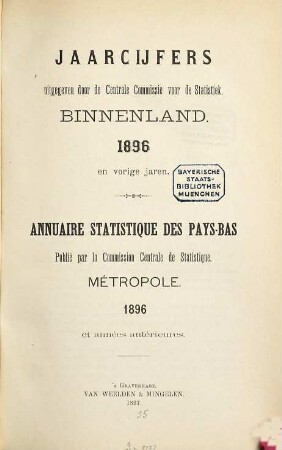 JAARCIJFERS
uitgegeven door de Centrale Commissie voor de Statistiek.
BINNENLAND.
1896
en vorige jaren.
BAYERISCHE
STAATS-
BIBLIOTHEK
MUENCHEN
ANNUAIRE STATISTIQUE DES PAYS-BAS
Publié par la Commission Centrale de Statistique.
MÉTROPOLE.
1896
et années antérieures.
's GRAVENHAGE.
VAN WEELDEN & MINGELEN.
1897.